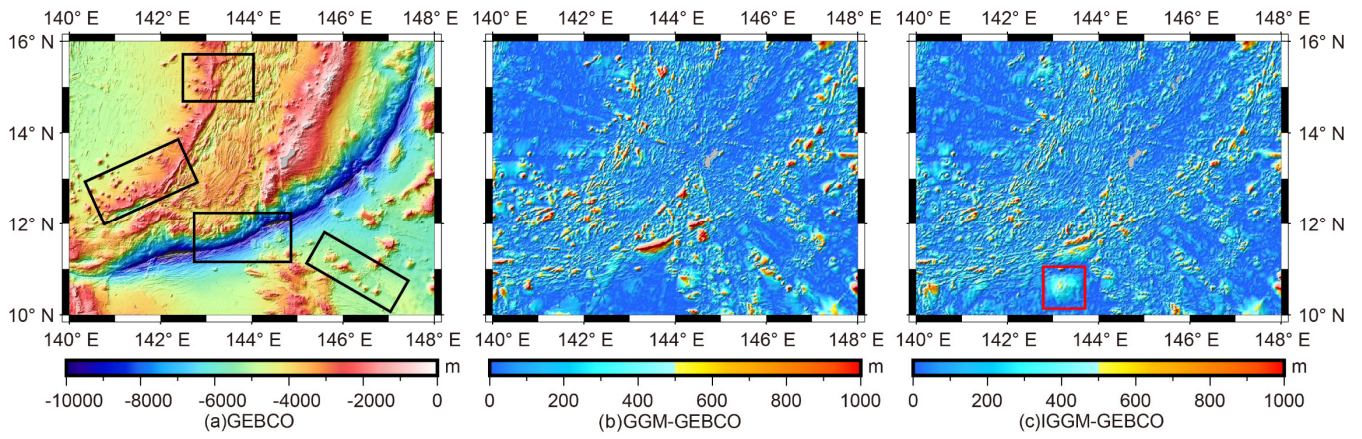 140° E 142° E 144° E 146° E 148° E 140° E 142° E 144° E 146° E 148° E 140° E 142° E 144° E 146° E 148° E
16° N 16° N
14° N 14° N
12° N 12° N
10° N 10° N
140° E 142° E 144° E 146° E 148° E 140° E 142° E 144° E 146° E 148° E 140° E 142° E 144° E 146° E 148° E
m m m
-10000 -8000 -6000 -4000 -2000 0 0 200 400 600 800 1000 0 200 400 600 800 1000
(a)GEBCO (b)GGM-GEBCO (c)IGGM-GEBCO